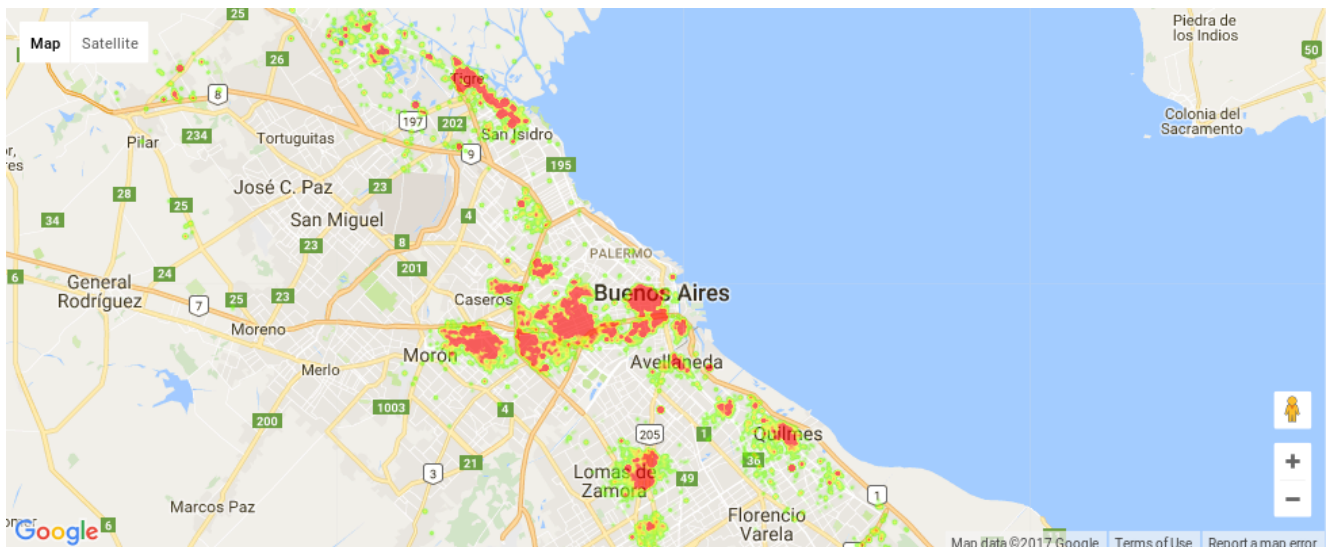 Map
Satellite
25
26
8
Tigre
197
202
San Isidro
9
234
Pilar
Tortuguitas
195
José C. Paz
23
28
25
San Miguel
4
34
23
8
PALERMO
201
6
24
General
Rodríguez
7
25
23
Caseros
Buenos Aires
Moreno
Morón
Merlo
Avellaneda
1003
4
200
205
1
Quilmes
36
3
21
Lomas de
Zamora
49
1
Marcos Paz
6
Google
Florencio
Varela
Piedra de
los Indios
50
Colonia del
Sacramento
+
−
Map data ©2017 Google
Terms of Use
Report a map error